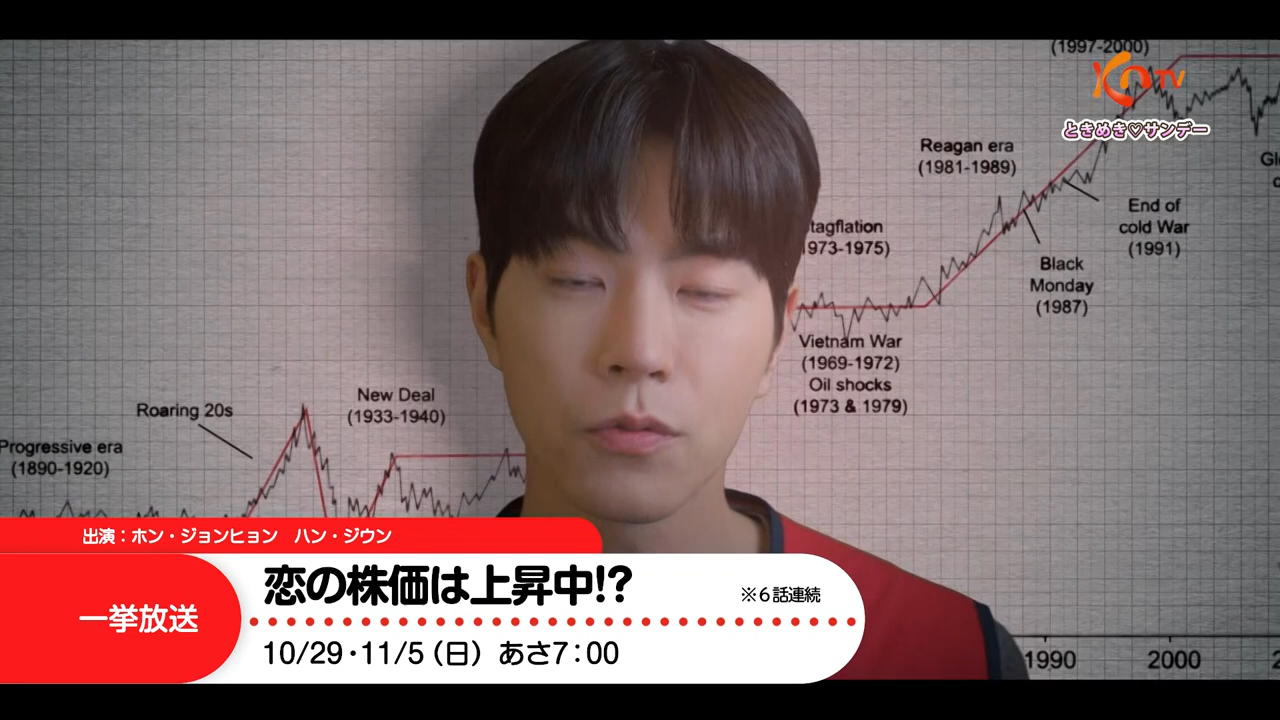 (1997-2000)
KnTV
ときめき♡サンデー
Reagan era
(1981-1989)
End of
cold War
(1991)
Black
Monday
(1987)
Vietnam War
(1969-1972)
Oil shocks
(1973 & 1979)
New Deal
(1933-1940)
Roaring 20s
Progressive era
(1890-1920)
1990
2000
出演：ホン・ジョンヒョン ハン・ジウン
一挙放送
恋の株価は上昇中!?
※6話連続
10/29・11/5（日）あさ7：00